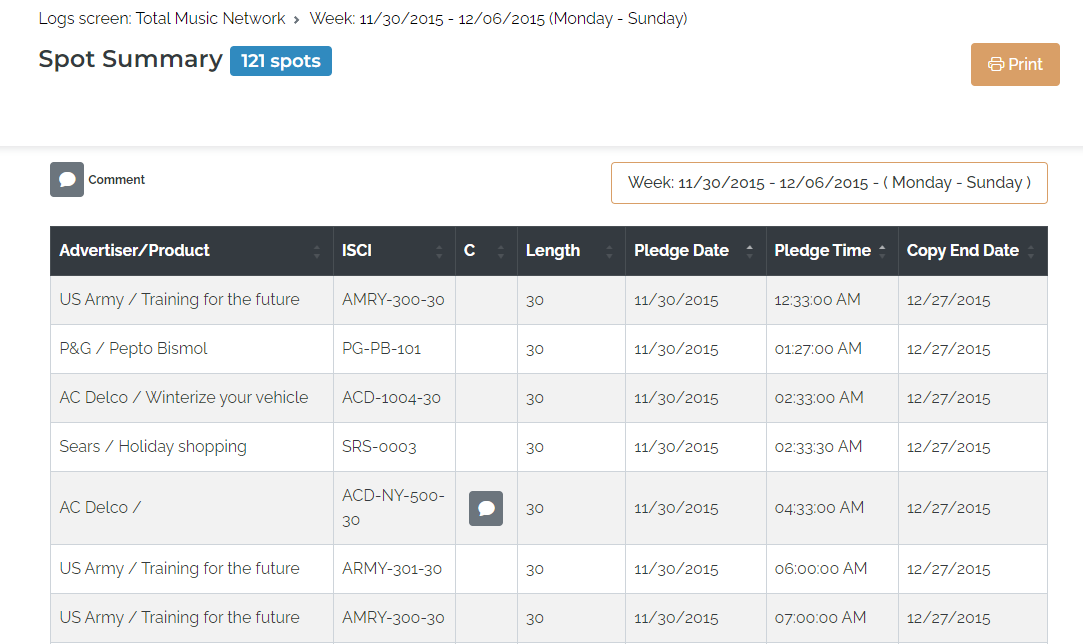 Logs screen: Total Music Network › Week: 11/30/2015 - 12/06/2015 (Monday - Sunday)
Spot Summary 121 spots
Print
Comment
Week: 11/30/2015 - 12/06/2015 - ( Monday - Sunday )
Advertiser/Product ISCI C Length Pledge Date Pledge Time Copy End Date
US Army / Training for the future AMRY-300-30 30 11/30/2015 12:33:00 AM 12/27/2015
P&G / Pepto Bismol PG-PB-101 30 11/30/2015 01:27:00 AM 12/27/2015
AC Delco / Winterize your vehicle ACD-1004-30 30 11/30/2015 02:33:00 AM 12/27/2015
Sears / Holiday shopping SRS-0003 30 11/30/2015 02:33:30 AM 12/27/2015
AC Delco / ACD-NY-500-
30 30 11/30/2015 04:33:00 AM 12/27/2015
US Army / Training for the future ARMY-301-30 30 11/30/2015 06:00:00 AM 12/27/2015
US Army / Training for the future AMRY-300-30 30 11/30/2015 07:00:00 AM 12/27/2015